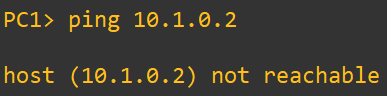 PC1> ping 10.1.0.2
host (10.1.0.2) not reachable